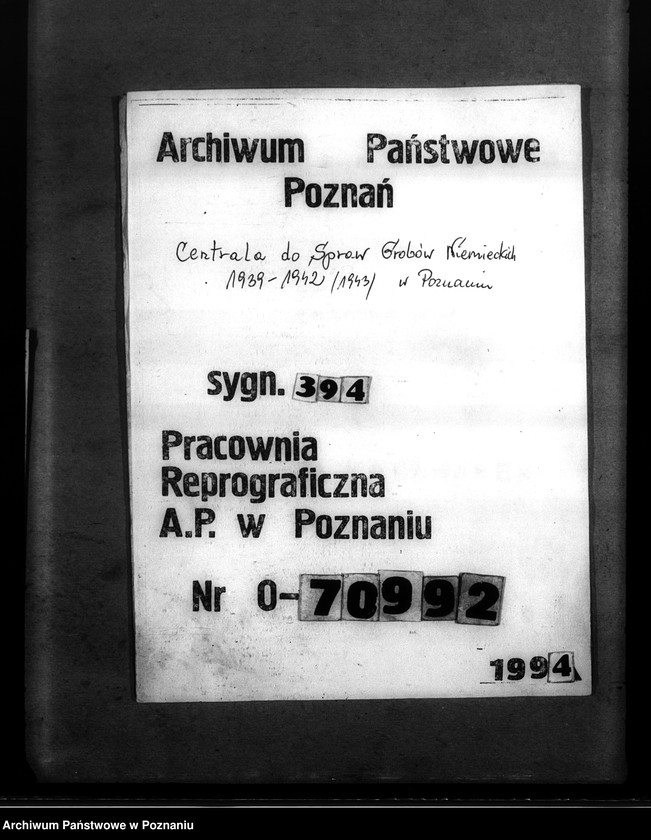 Archiwum Państwowe
Poznań
Centrala do Spraw Grobów Niemieckich
1939-1942 /1943/ w Poznaniu
sygn. 394
Pracownia
Reprograficzna
A.P. w Poznaniu
Nr O-70992
1994
Archiwum Państwowe w Poznaniu